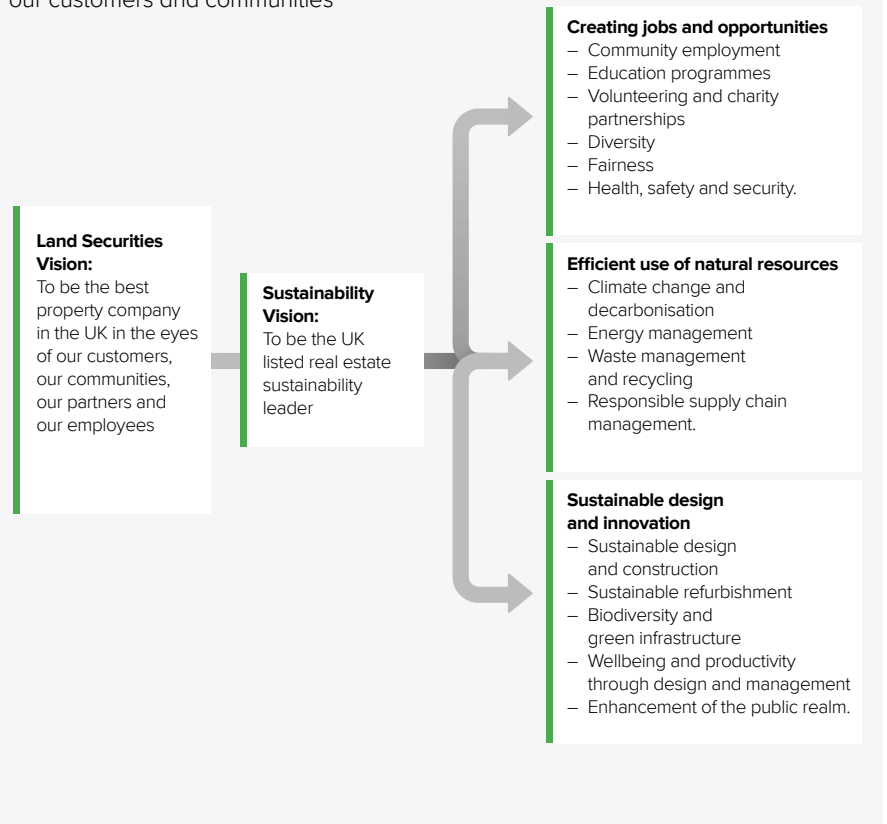 our customers and communities
Land Securities
Vision:
To be the best
property company
in the UK in the eyes
of our customers,
our communities,
our partners and
our employees
Sustainability
Vision:
To be the UK
listed real estate
sustainability
leader
Creating jobs and opportunities
– Community employment
– Education programmes
– Volunteering and charity
partnerships
– Diversity
– Fairness
– Health, safety and security.
Efficient use of natural resources
– Climate change and
decarbonisation
– Energy management
– Waste management
and recycling
– Responsible supply chain
management.
Sustainable design
and innovation
– Sustainable design
and construction
– Sustainable refurbishment
– Biodiversity and
green infrastructure
– Wellbeing and productivity
through design and management
– Enhancement of the public realm.